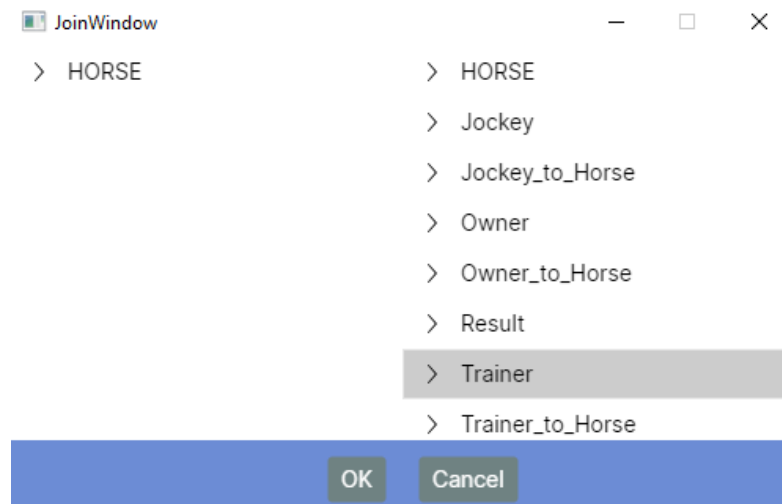 JoinWindow
HORSE
HORSE
Jockey
Jockey_to_Horse
Owner
Owner_to_Horse
Result
Trainer
Trainer_to_Horse
OK Cancel